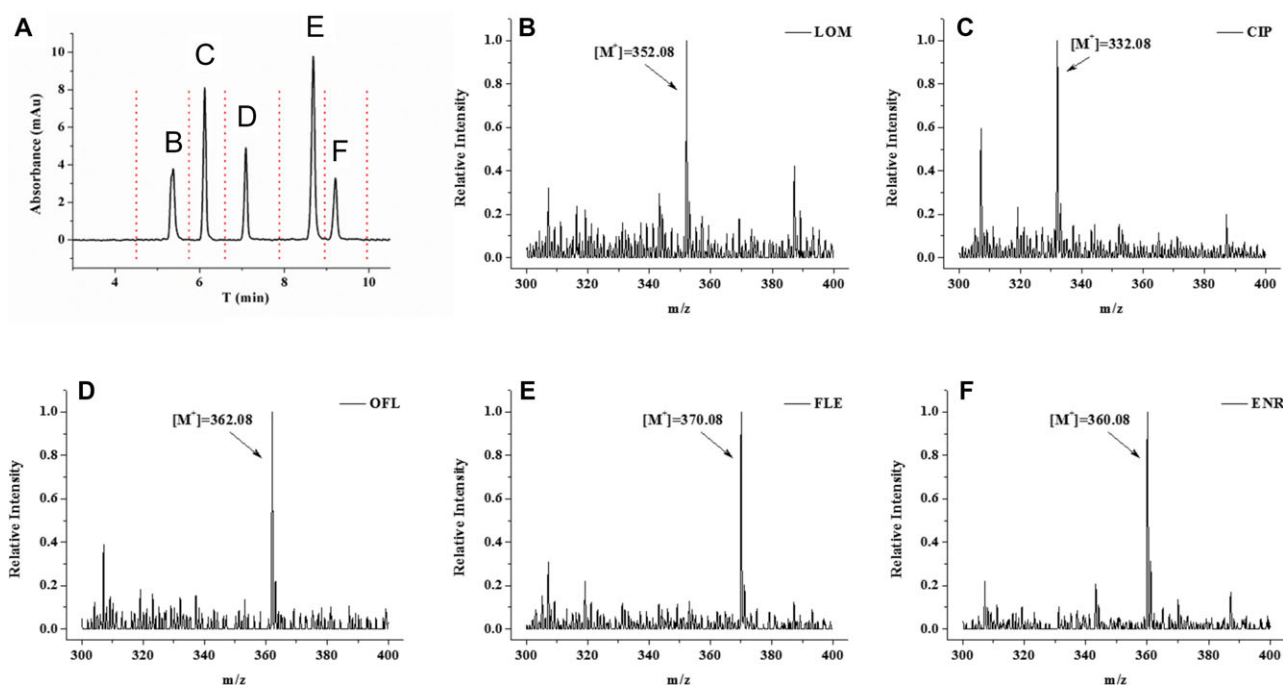 A
B
C
D
E
F
Absorbance (mAu)
10
8
6
4
2
0
4
6
8
10
T (min)
B
LOM
[M⁺]=352.08
Relative Intensity
1.0
0.8
0.6
0.4
0.2
0.0
300
320
340
360
380
400
m/z
C
CIP
[M⁺]=332.08
Relative Intensity
1.0
0.8
0.6
0.4
0.2
0.0
300
320
340
360
380
400
m/z
D
OFL
[M⁺]=362.08
Relative Intensity
1.0
0.8
0.6
0.4
0.2
0.0
300
320
340
360
380
400
m/z
E
FLE
[M⁺]=370.08
Relative Intensity
1.0
0.8
0.6
0.4
0.2
0.0
300
320
340
360
380
400
m/z
F
ENR
[M⁺]=360.08
Relative Intensity
1.0
0.8
0.6
0.4
0.2
0.0
300
320
340
360
380
400
m/z